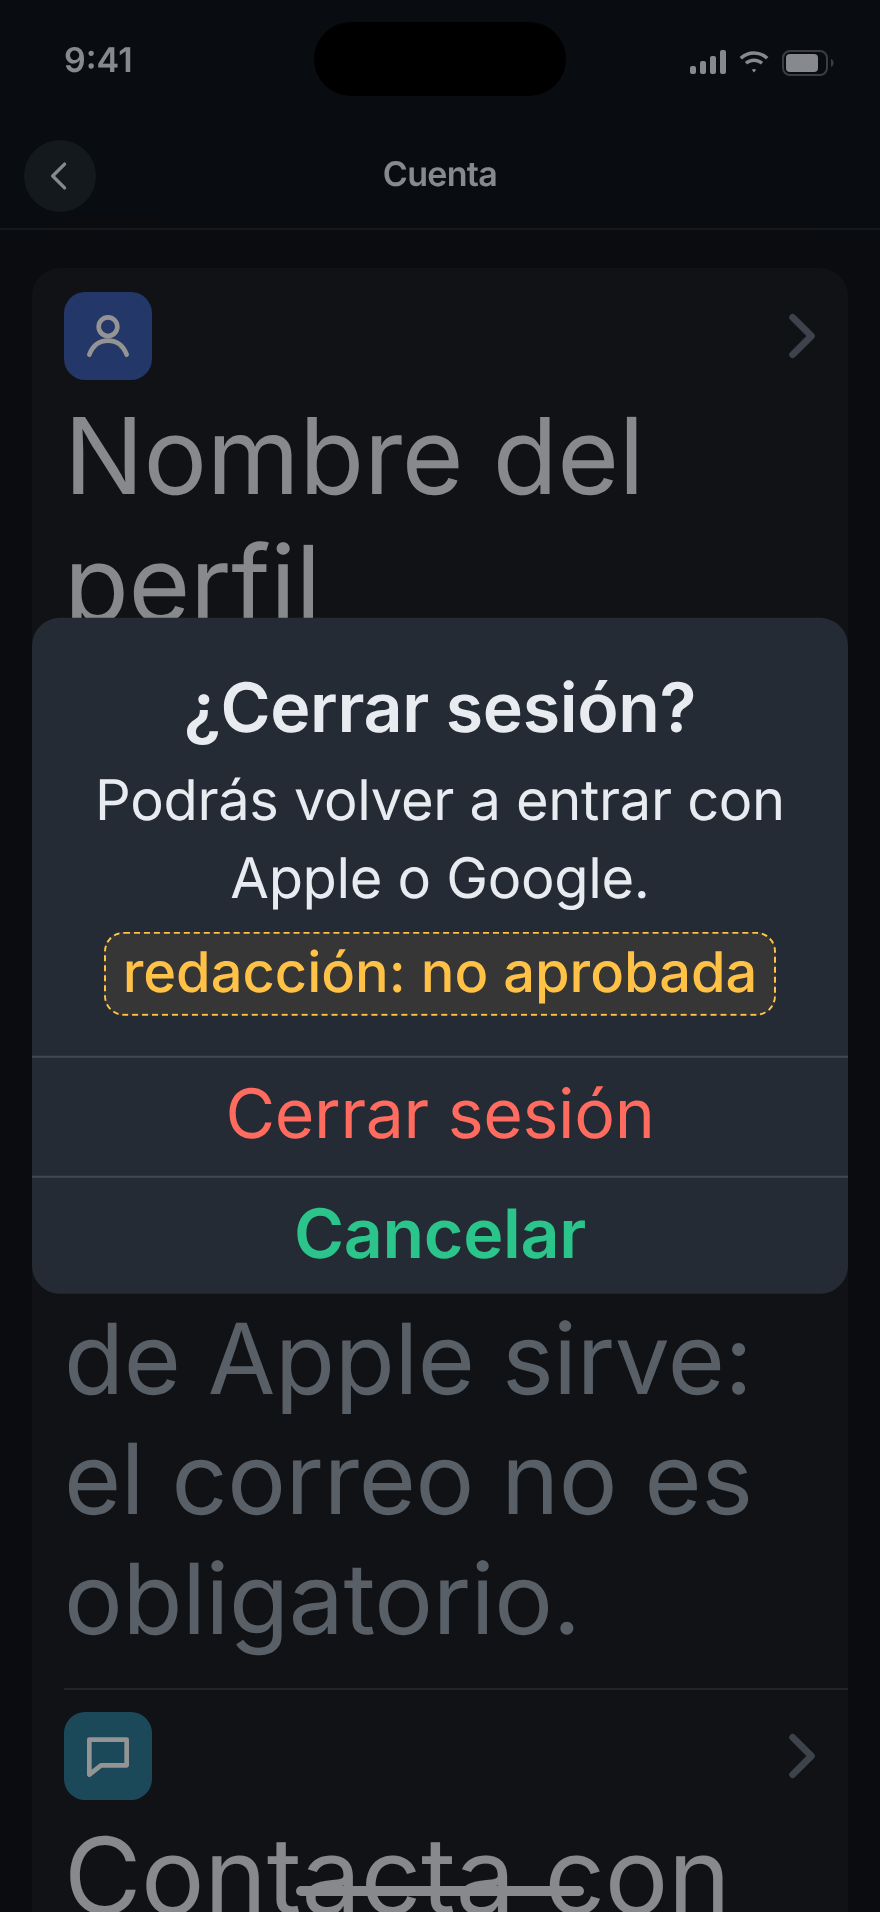 9:41
Cuenta
Nombre del
perfil
¿Cerrar sesión?
Podrás volver a entrar con
Apple o Google.
redacción: no aprobada
Cerrar sesión
Cancelar
de Apple sirve:
el correo no es
obligatorio.
Contacta con